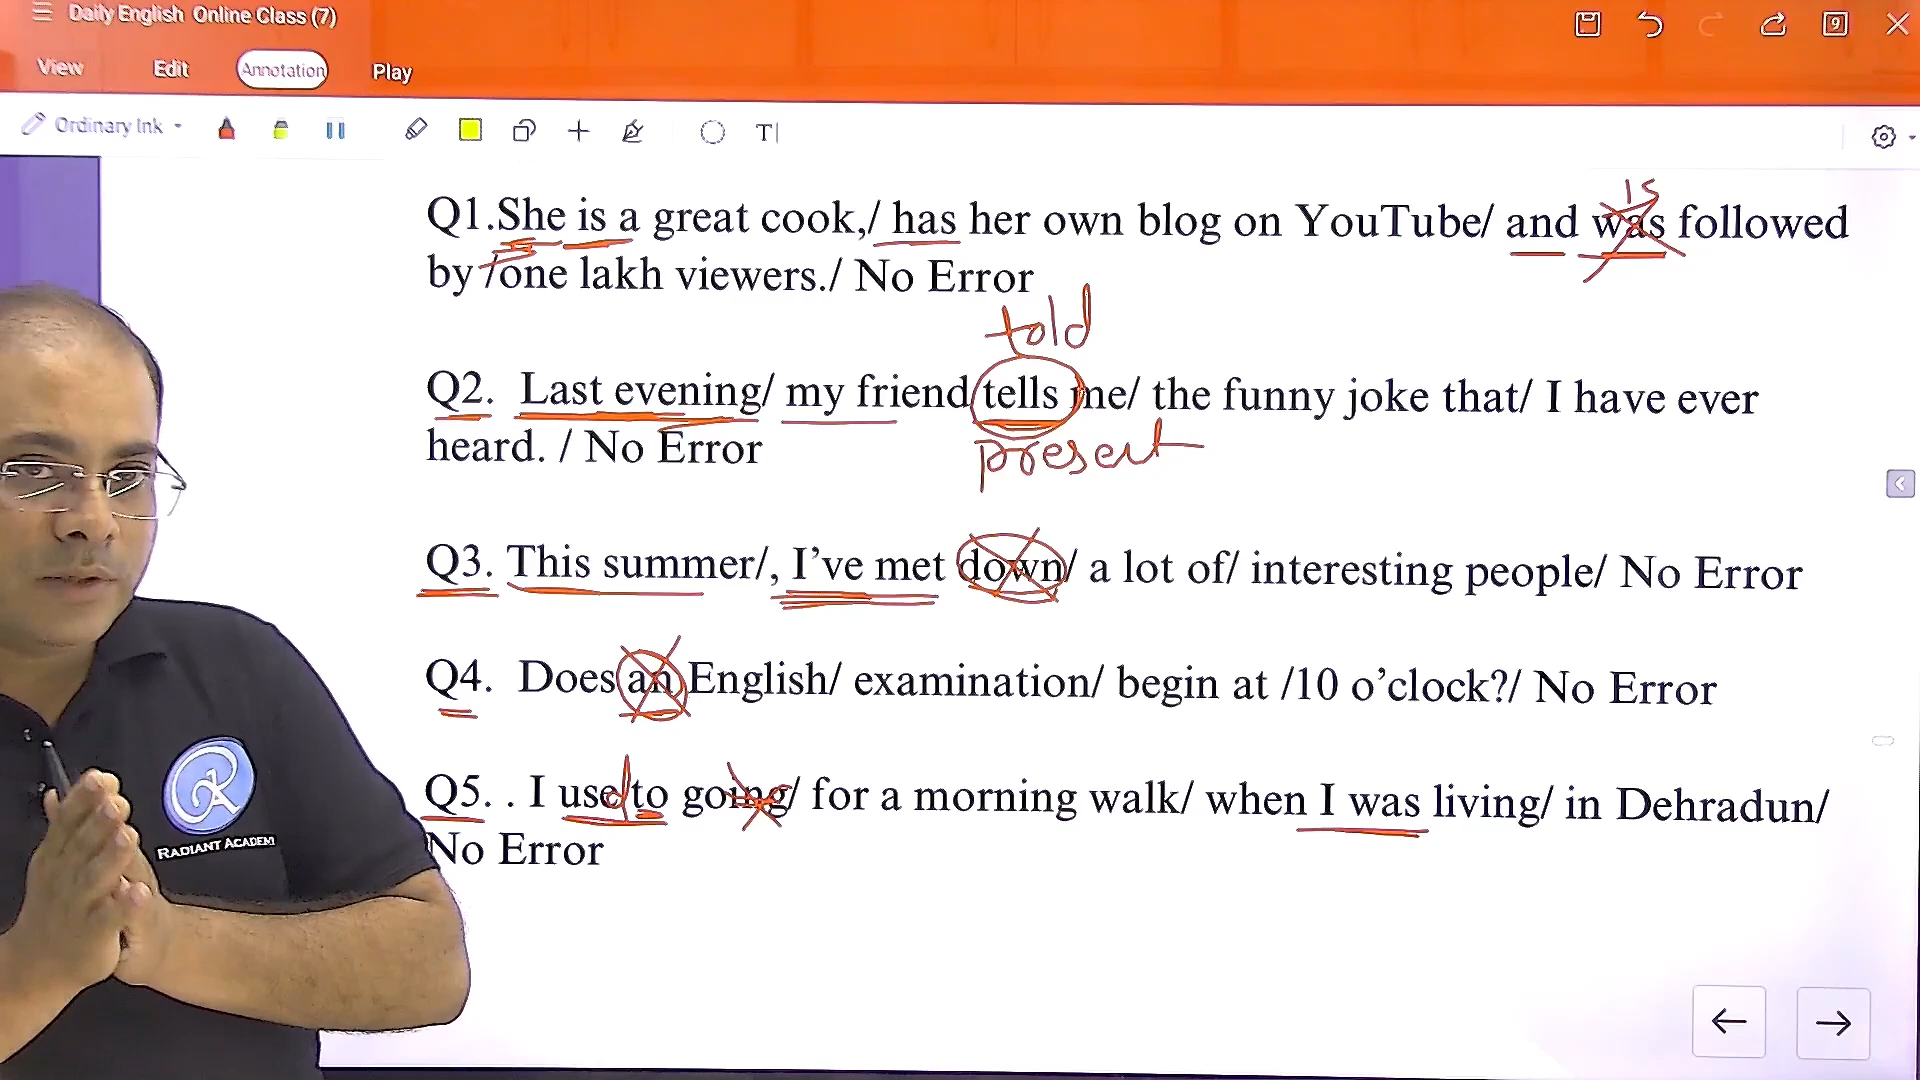 Daily English Online Class (7)
View Edit Annotation Play
Ordinary Ink T|
is
Q1.She is a great cook,/ has her own blog on YouTube/ and was followed
by /one lakh viewers./ No Error
told
Q2. Last evening/ my friend tells me/ the funny joke that/ I have ever
heard. / No Error
present
Q3. This summer/, I've met down/ a lot of/ interesting people/ No Error
Q4. Does an English/ examination/ begin at /10 o'clock?/ No Error
Q5. . I used to going/ for a morning walk/ when I was living/ in Dehradun/
No Error
RADIANT ACADEM
9